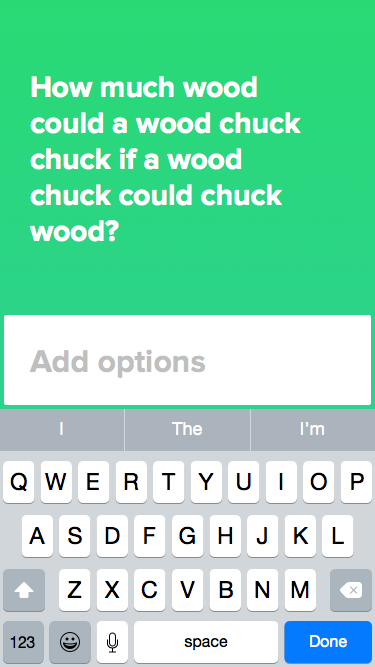 How much wood
could a wood chuck
chuck if a wood
chuck could chuck
wood?
Add options
I The I'm
Q W E R T Y U I O P
A S D F G H J K L
Z X C V B N M
123 space Done